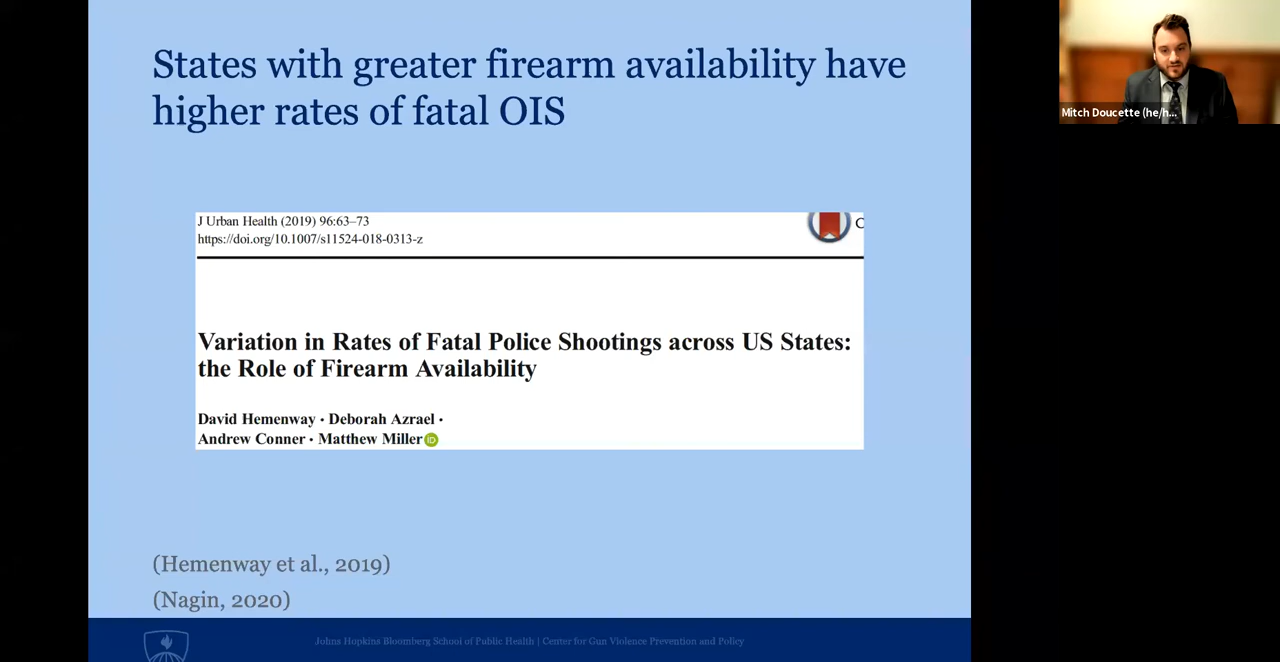 States with greater firearm availability have
higher rates of fatal OIS
J Urban Health (2019) 96:63–73
https://doi.org/10.1007/s11524-018-0313-z
C
Variation in Rates of Fatal Police Shootings across US States:
the Role of Firearm Availability
David Hemenway · Deborah Azrael ·
Andrew Conner · Matthew Miller iD
(Hemenway et al., 2019)
(Nagin, 2020)
Johns Hopkins Bloomberg School of Public Health | Center for Gun Violence Prevention and Policy
Mitch Doucette (he/h...